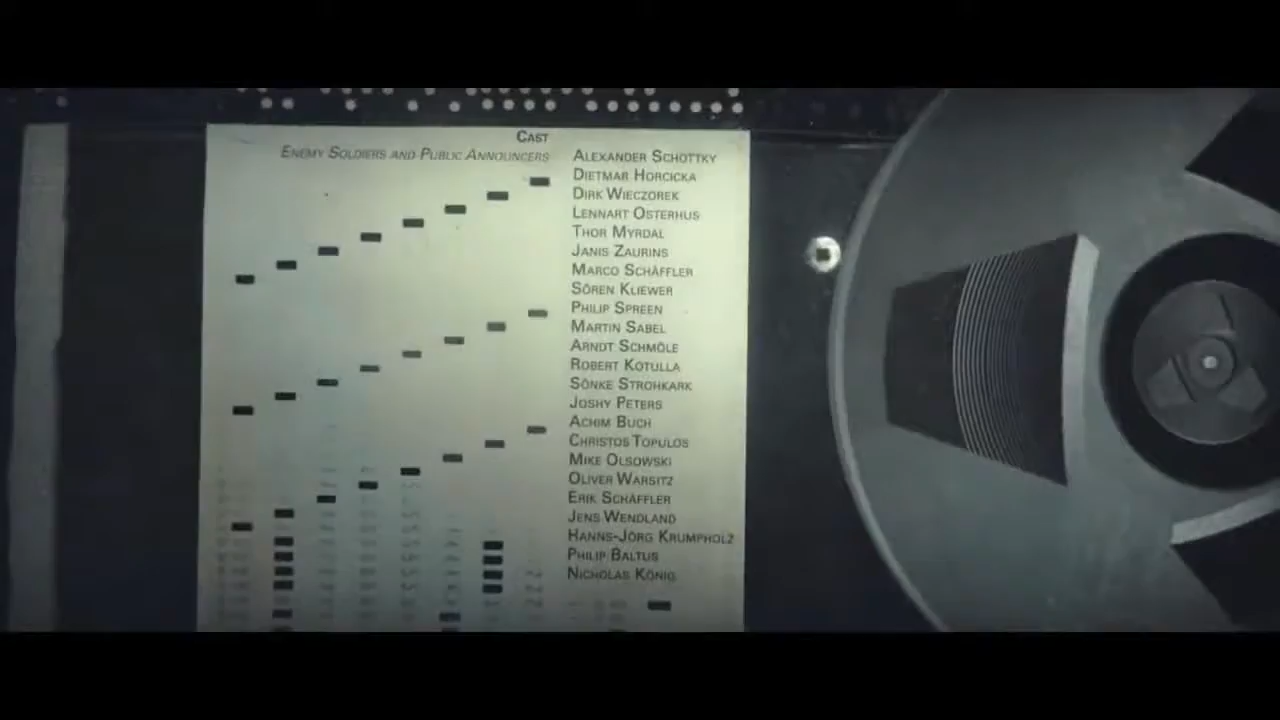 CAST
ENEMY SOLDIERS AND PUBLIC ANNOUNCERS
ALEXANDER SCHOTTKY
DIETMAR HORCICKA
DIRK WIECZOREK
LENNART OSTERHUS
THOR MYRDAL
JANIS ZAURINS
MARCO SCHÄFFLER
SÖREN KLIEWER
PHILIP SPREEN
MARTIN SABEL
ARNDT SCHMÖLE
ROBERT KOTULLA
SÖNKE STROHKARK
JOSHY PETERS
ACHIM BUCH
CHRISTOS TOPULOS
MIKE OLSOWSKI
OLIVER WARSITZ
ERIK SCHÄFFLER
JENS WENDLAND
HANNS-JÖRG KRUMPHOLZ
PHILIP BALTUS
NICHOLAS KÖNIG